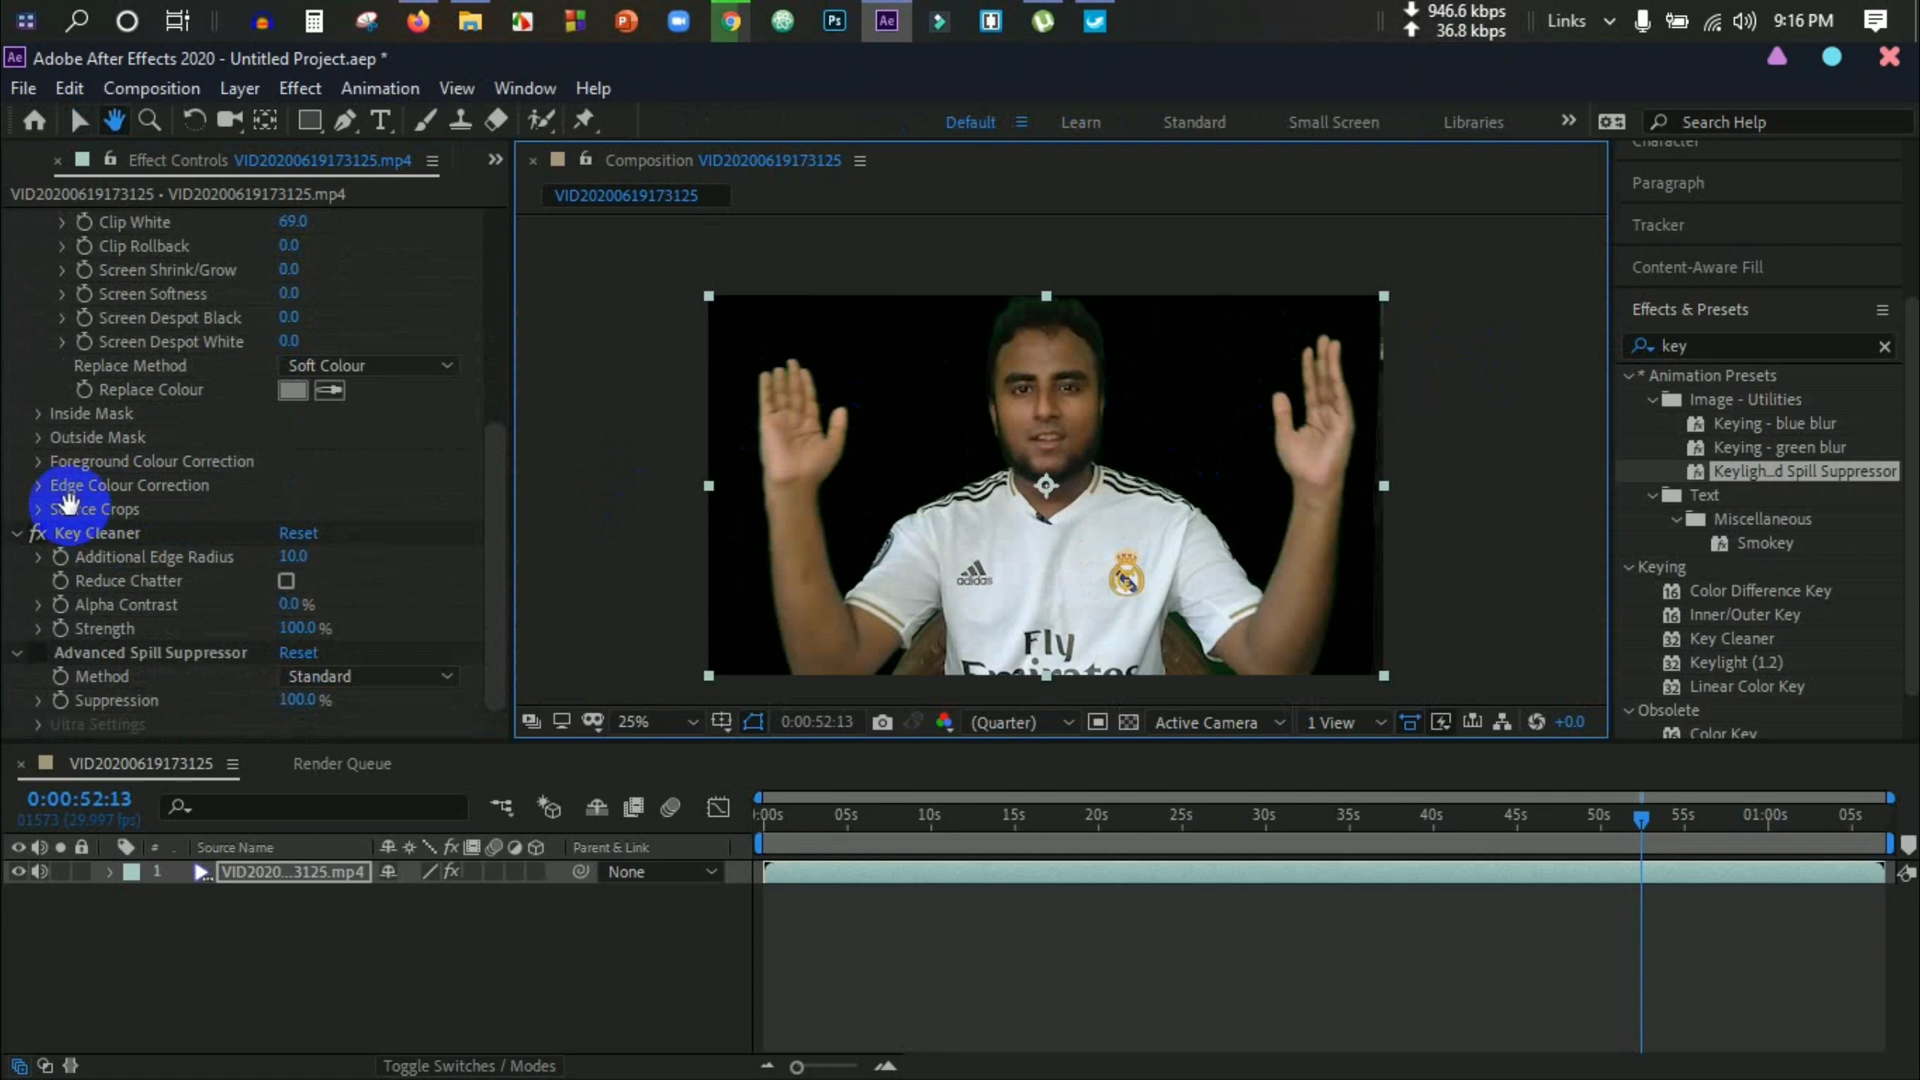 946.6 kbps
36.8 kbps
Links
9:16 PM
Adobe After Effects 2020 - Untitled Project.aep *
File Edit Composition Layer Effect Animation View Window Help
Default Learn Standard Small Screen Libraries Search Help
Effect Controls VID20200619173125.mp4
VID20200619173125 • VID20200619173125.mp4
Clip White 69.0
Clip Rollback 0.0
Screen Shrink/Grow 0.0
Screen Softness 0.0
Screen Despot Black 0.0
Screen Despot White 0.0
Replace Method Soft Colour
Replace Colour
Inside Mask
Outside Mask
Foreground Colour Correction
Edge Colour Correction
Source Crops
fx Key Cleaner Reset
Additional Edge Radius 10.0
Reduce Chatter
Alpha Contrast 0.0 %
Strength 100.0 %
Advanced Spill Suppressor Reset
Method Standard
Suppression 100.0 %
Ultra Settings
Composition VID20200619173125
VID20200619173125
adidas
Fly
Emirates
25% 0:00:52:13 (Quarter) Active Camera 1 View +0.0
Character
Paragraph
Tracker
Content-Aware Fill
Effects & Presets
key
* Animation Presets
Image - Utilities
Keying - blue blur
Keying - green blur
Keyligh...d Spill Suppressor
Text
Miscellaneous
Smokey
Keying
Color Difference Key
Inner/Outer Key
Key Cleaner
Keylight (1.2)
Linear Color Key
Obsolete
Color Key
VID20200619173125 Render Queue
0:00:52:13
01573 (29.997 fps)
:00s 05s 10s 15s 20s 25s 30s 35s 40s 45s 50s 55s 01:00s 05s
# . Source Name Parent & Link
1 VID2020...3125.mp4 None
Toggle Switches / Modes